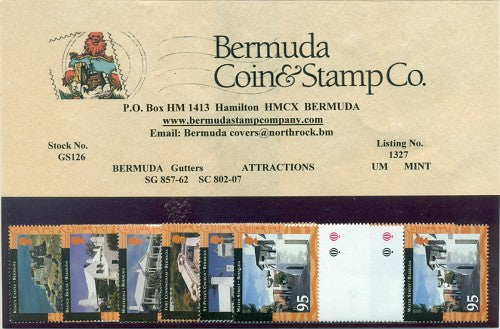 Bermuda
Coin & Stamp Co.
P.O. Box HM 1413 Hamilton HMCX BERMUDA
www.bermudastampcompany.com
Email: Bermuda covers@northrock.bm
Stock No.
GS126
Listing No.
1327
BERMUDA Gutters ATTRACTIONS UM MINT
SG 857-62 SC 802-07
95
95